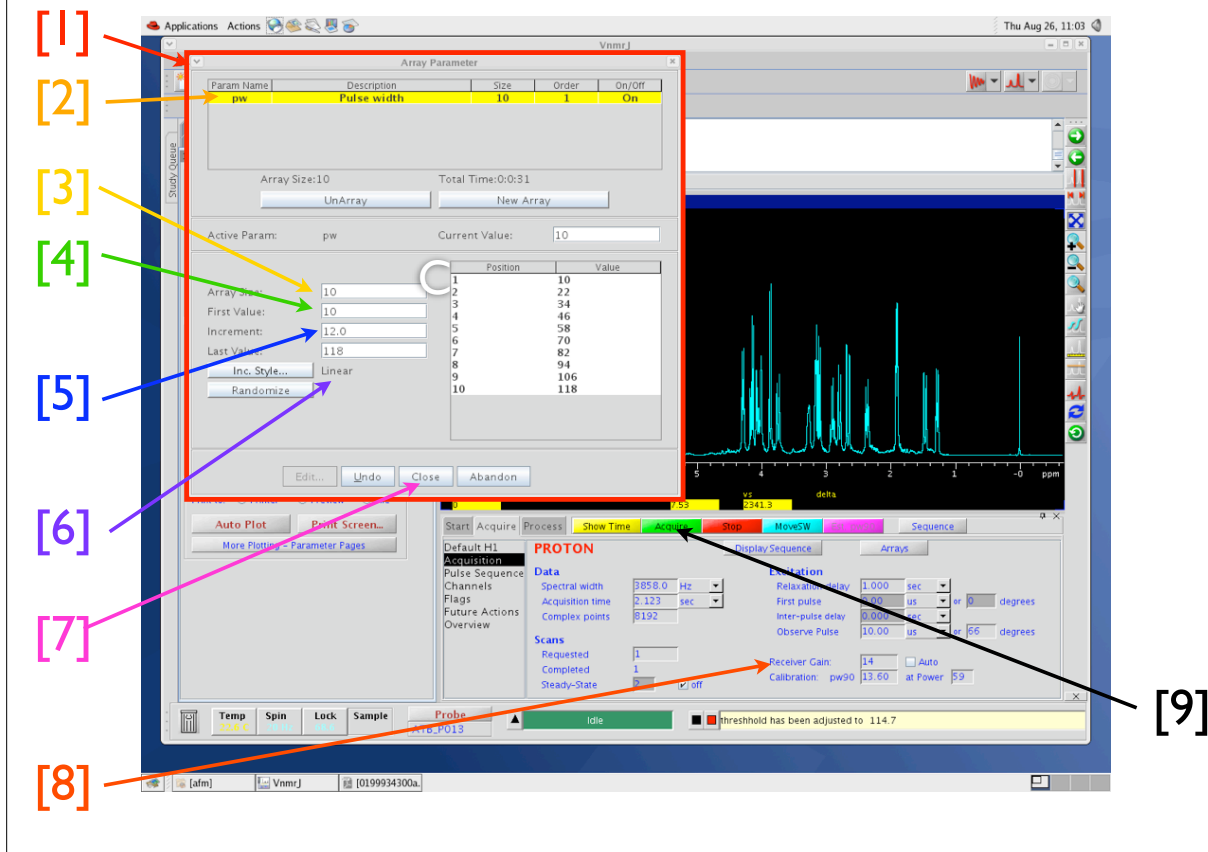 [1]
[2]
[3]
[4]
[5]
[6]
[7]
[8]
[9]
Applications Actions Thu Aug 26, 11:03
VnmrJ
Array Parameter
Param Name Description Size Order On/Off
pw Pulse width 10 1 On
Study Queue
Array Size:10 Total Time:0:0:31
UnArray New Array
Active Param: pw Current Value: 10
Position Value
1 10
2 22
3 34
4 46
5 58
6 70
7 82
8 94
9 106
10 118
Array Size: 10
First Value: 10
Increment: 12.0
Last Value: 118
Inc. Style... Linear
Randomize
Edit... Undo Close Abandon
5 4 3 2 1 -0 ppm
vs delta
0 7.53 2341.3
Auto Plot Print Screen...
More Plotting - Parameter Pages
Start Acquire Process Show Time Acquire Stop MoveSW Sequence
Default H1
Acquisition
Pulse Sequence
Channels
Flags
Future Actions
Overview
PROTON Display Sequence Arrays
Data
Spectral width 3858.0 Hz
Acquisition time 2.123 sec
Complex points 8192
Scans
Requested 1
Completed 1
Steady-State 2 off
Excitation
Relaxation delay 1.000 sec
First pulse 0.00 us or 0 degrees
Inter-pulse delay 0.000 sec
Observe Pulse 10.00 us or 66 degrees
Receiver Gain: 14 Auto
Calibration: pw90 13.60 at Power 59
Temp Spin Lock Sample Probe
Idle
threshhold has been adjusted to 114.7
[afm] VnmrJ [0199934300a.